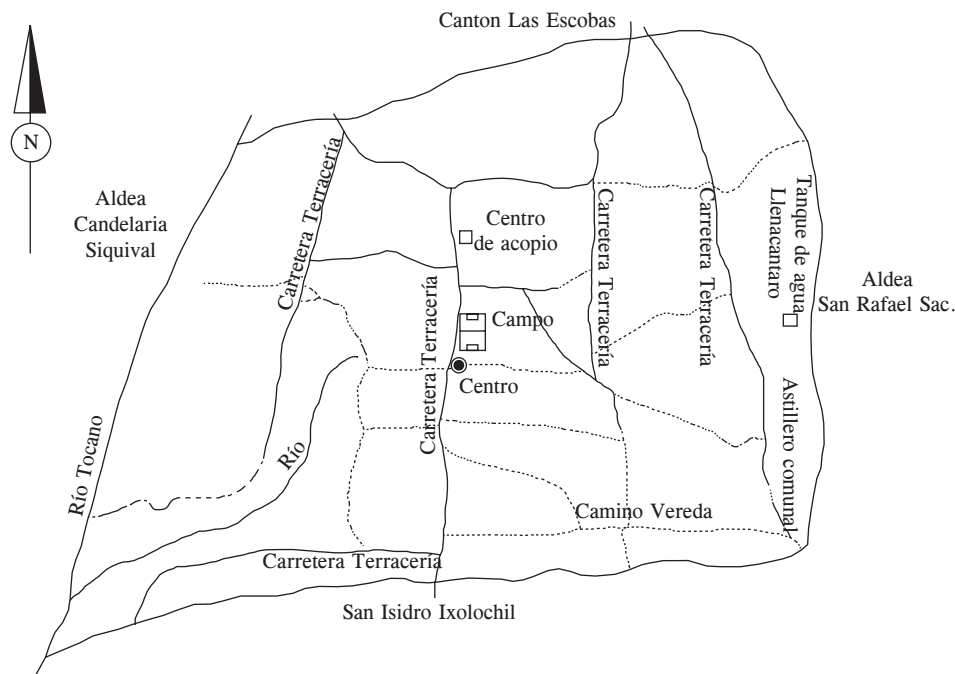 Canton Las Escobas
N
Aldea
Candelaria
Siquival
Carretera Terracería
Centro
de acopio
Carretera Terracería
Carretera Terracería
Tanque de agua
Llenacantaro
Aldea
San Rafael Sac.
Carretera Terracería
Campo
Centro
Astillero comunal
Río Tocano
Río
Camino Vereda
Carretera Terracería
San Isidro Ixolochil